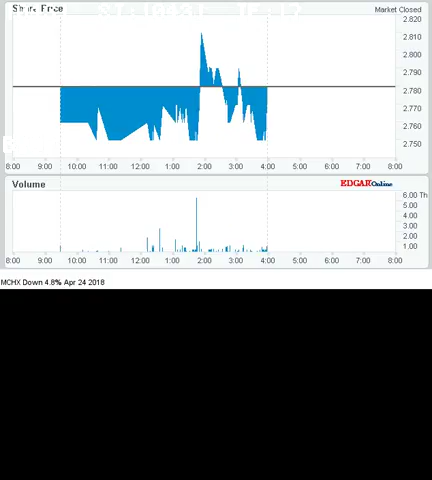 Share Price
Market Closed
2.820
2.810
2.800
2.790
2.780
2.770
2.760
2.750
8:00 9:00 10:00 11:00 12:00 1:00 2:00 3:00 4:00 5:00 6:00 7:00 8:00
Volume
EDGAROnline
6.00 Th
5.00
4.00
3.00
2.00
1.00
8:00 9:00 10:00 11:00 12:00 1:00 2:00 3:00 4:00 5:00 6:00 7:00 8:00
MCHX Down 4.8% Apr 24 2018